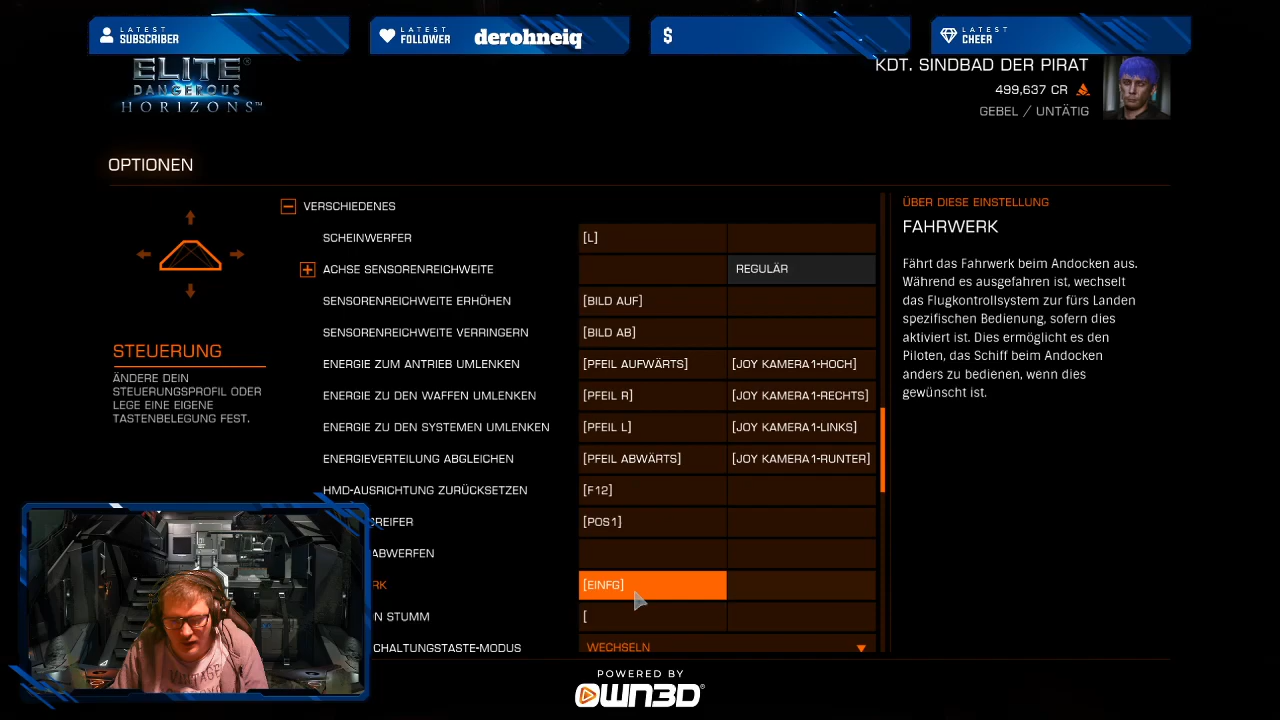 LATEST
SUBSCRIBER
LATEST
FOLLOWER
derohneiq
$
LATEST
CHEER
ELITE
DANGEROUS
HORIZONS™
KDT. SINDBAD DER PIRAT
499,637 CR
GEBEL / UNTÄTIG
OPTIONEN
STEUERUNG
ÄNDERE DEIN
STEUERUNGSPROFIL ODER
LEGE EINE EIGENE
TASTENBELEGUNG FEST.
VERSCHIEDENES
SCHEINWERFER [L]
ACHSE SENSORENREICHWEITE REGULÄR
SENSORENREICHWEITE ERHÖHEN [BILD AUF]
SENSORENREICHWEITE VERRINGERN [BILD AB]
ENERGIE ZUM ANTRIEB UMLENKEN [PFEIL AUFWÄRTS] [JOY KAMERA1-HOCH]
ENERGIE ZU DEN WAFFEN UMLENKEN [PFEIL R] [JOY KAMERA1-RECHTS]
ENERGIE ZU DEN SYSTEMEN UMLENKEN [PFEIL L] [JOY KAMERA1-LINKS]
ENERGIEVERTEILUNG ABGLEICHEN [PFEIL ABWÄRTS] [JOY KAMERA1-RUNTER]
HMD-AUSRICHTUNG ZURÜCKSETZEN [F12]
GREIFER [POS1]
ABWERFEN
RK [EINFG]
N STUMM [
CHALTUNGSTASTE-MODUS WECHSELN
ÜBER DIESE EINSTELLUNG
FAHRWERK
Fährt das Fahrwerk beim Andocken aus.
Während es ausgefahren ist, wechselt
das Flugkontrollsystem zur fürs Landen
spezifischen Bedienung, sofern dies
aktiviert ist. Dies ermöglicht es den
Piloten, das Schiff beim Andocken
anders zu bedienen, wenn dies
gewünscht ist.
POWERED BY
OWN3D